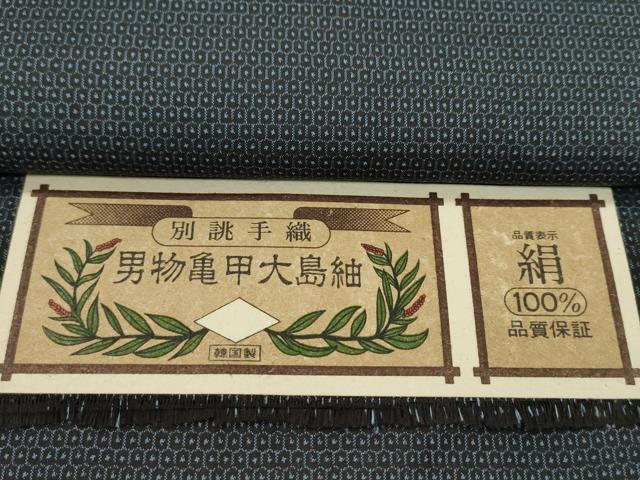 別誂手織
男物亀甲大島紬
韓国製
品質表示
絹
100%
品質保証